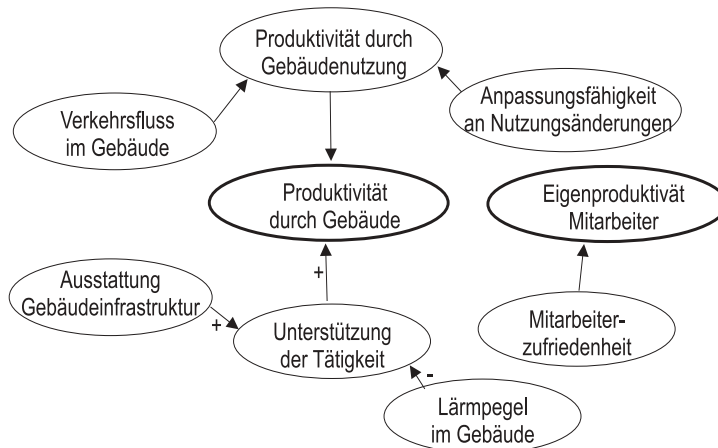 Produktivität durch
Gebäudenutzung
Verkehrsfluss
im Gebäude
Anpassungsfähigkeit
an Nutzungsänderungen
Produktivität
durch Gebäude
Eigenproduktivät
Mitarbeiter
+
Ausstattung
Gebäudeinfrastruktur
+
Unterstützung
der Tätigkeit
Mitarbeiter-
zufriedenheit
-
Lärmpegel
im Gebäude